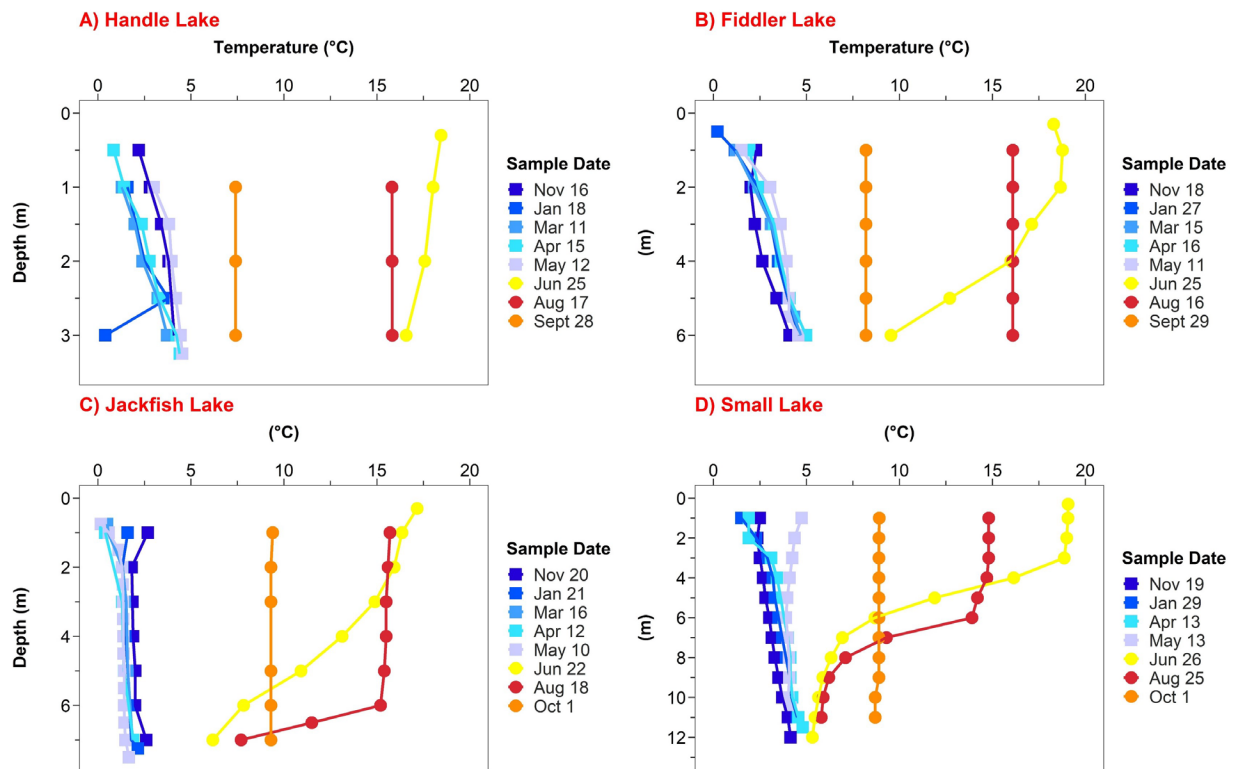 A) Handle Lake
Temperature (°C)
0 5 10 15 20
Depth (m)
0
1
2
3
Sample Date
Nov 16
Jan 18
Mar 11
Apr 15
May 12
Jun 25
Aug 17
Sept 28
B) Fiddler Lake
Temperature (°C)
0 5 10 15 20
(m)
0
2
4
6
Sample Date
Nov 18
Jan 27
Mar 15
Apr 16
May 11
Jun 25
Aug 16
Sept 29
C) Jackfish Lake
(°C)
0 5 10 15 20
Depth (m)
0
2
4
6
Sample Date
Nov 20
Jan 21
Mar 16
Apr 12
May 10
Jun 22
Aug 18
Oct 1
D) Small Lake
(°C)
0 5 10 15 20
(m)
0
2
4
6
8
10
12
Sample Date
Nov 19
Jan 29
Apr 13
May 13
Jun 26
Aug 25
Oct 1